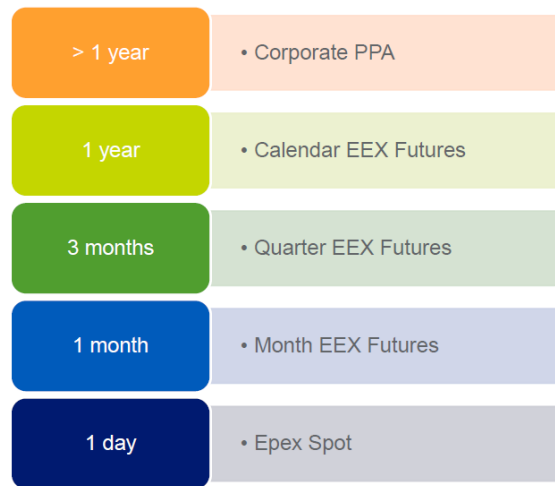 > 1 year
• Corporate PPA
1 year
• Calendar EEX Futures
3 months
• Quarter EEX Futures
1 month
• Month EEX Futures
1 day
• Epex Spot